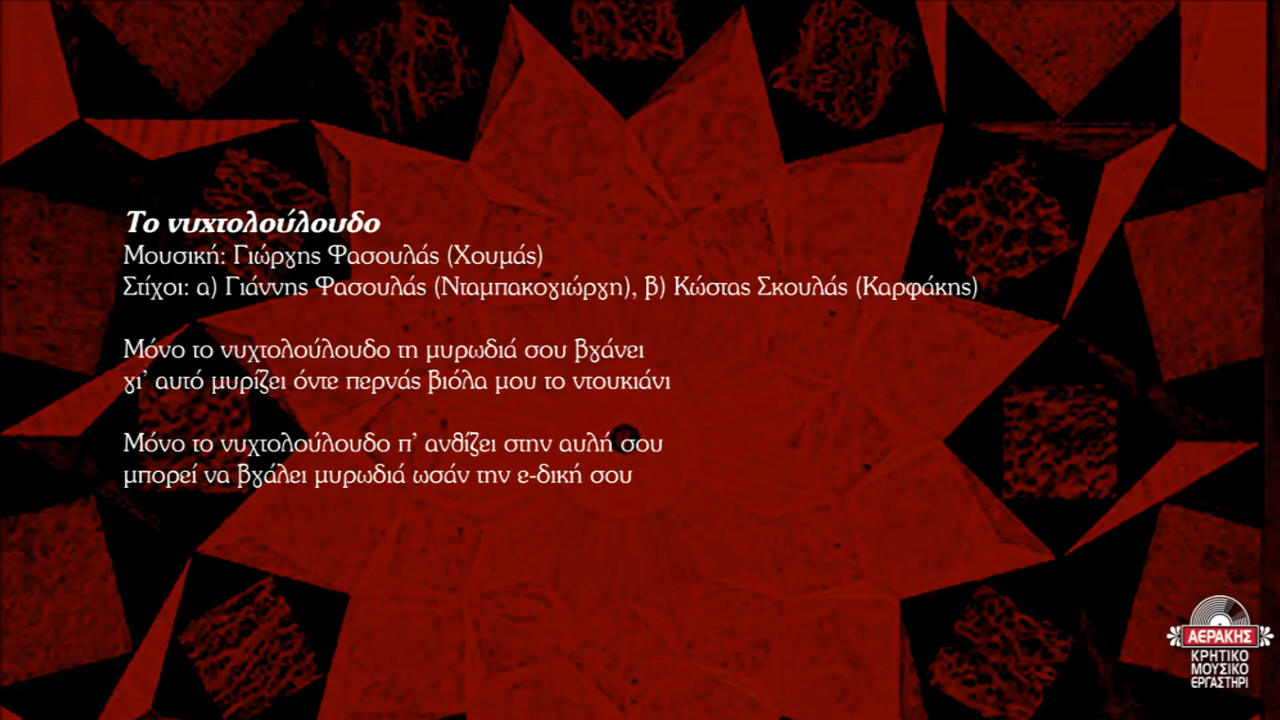 Το νυχτολούλουδο
Μουσική: Γιώργης Φασουλάς (Χουμάς)
Στίχοι: α) Γιάννης Φασουλάς (Νταμπακογιώργη), β) Κώστας Σκουλάς (Καρφάκης)
Μόνο το νυχτολούλουδο τη μυρωδιά σου βγάνει
γι' αυτό μυρίζει όντε περνάς βιόλα μου το ντουκιάνι
Μόνο το νυχτολούλουδο π' ανθίζει στην αυλή σου
μπορεί να βγάλει μυρωδιά ωσάν την ε-δική σου
ΑΕΡΑΚΗΣ
ΚΡΗΤΙΚΟ
ΜΟΥΣΙΚΟ
ΕΡΓΑΣΤΗΡΙ